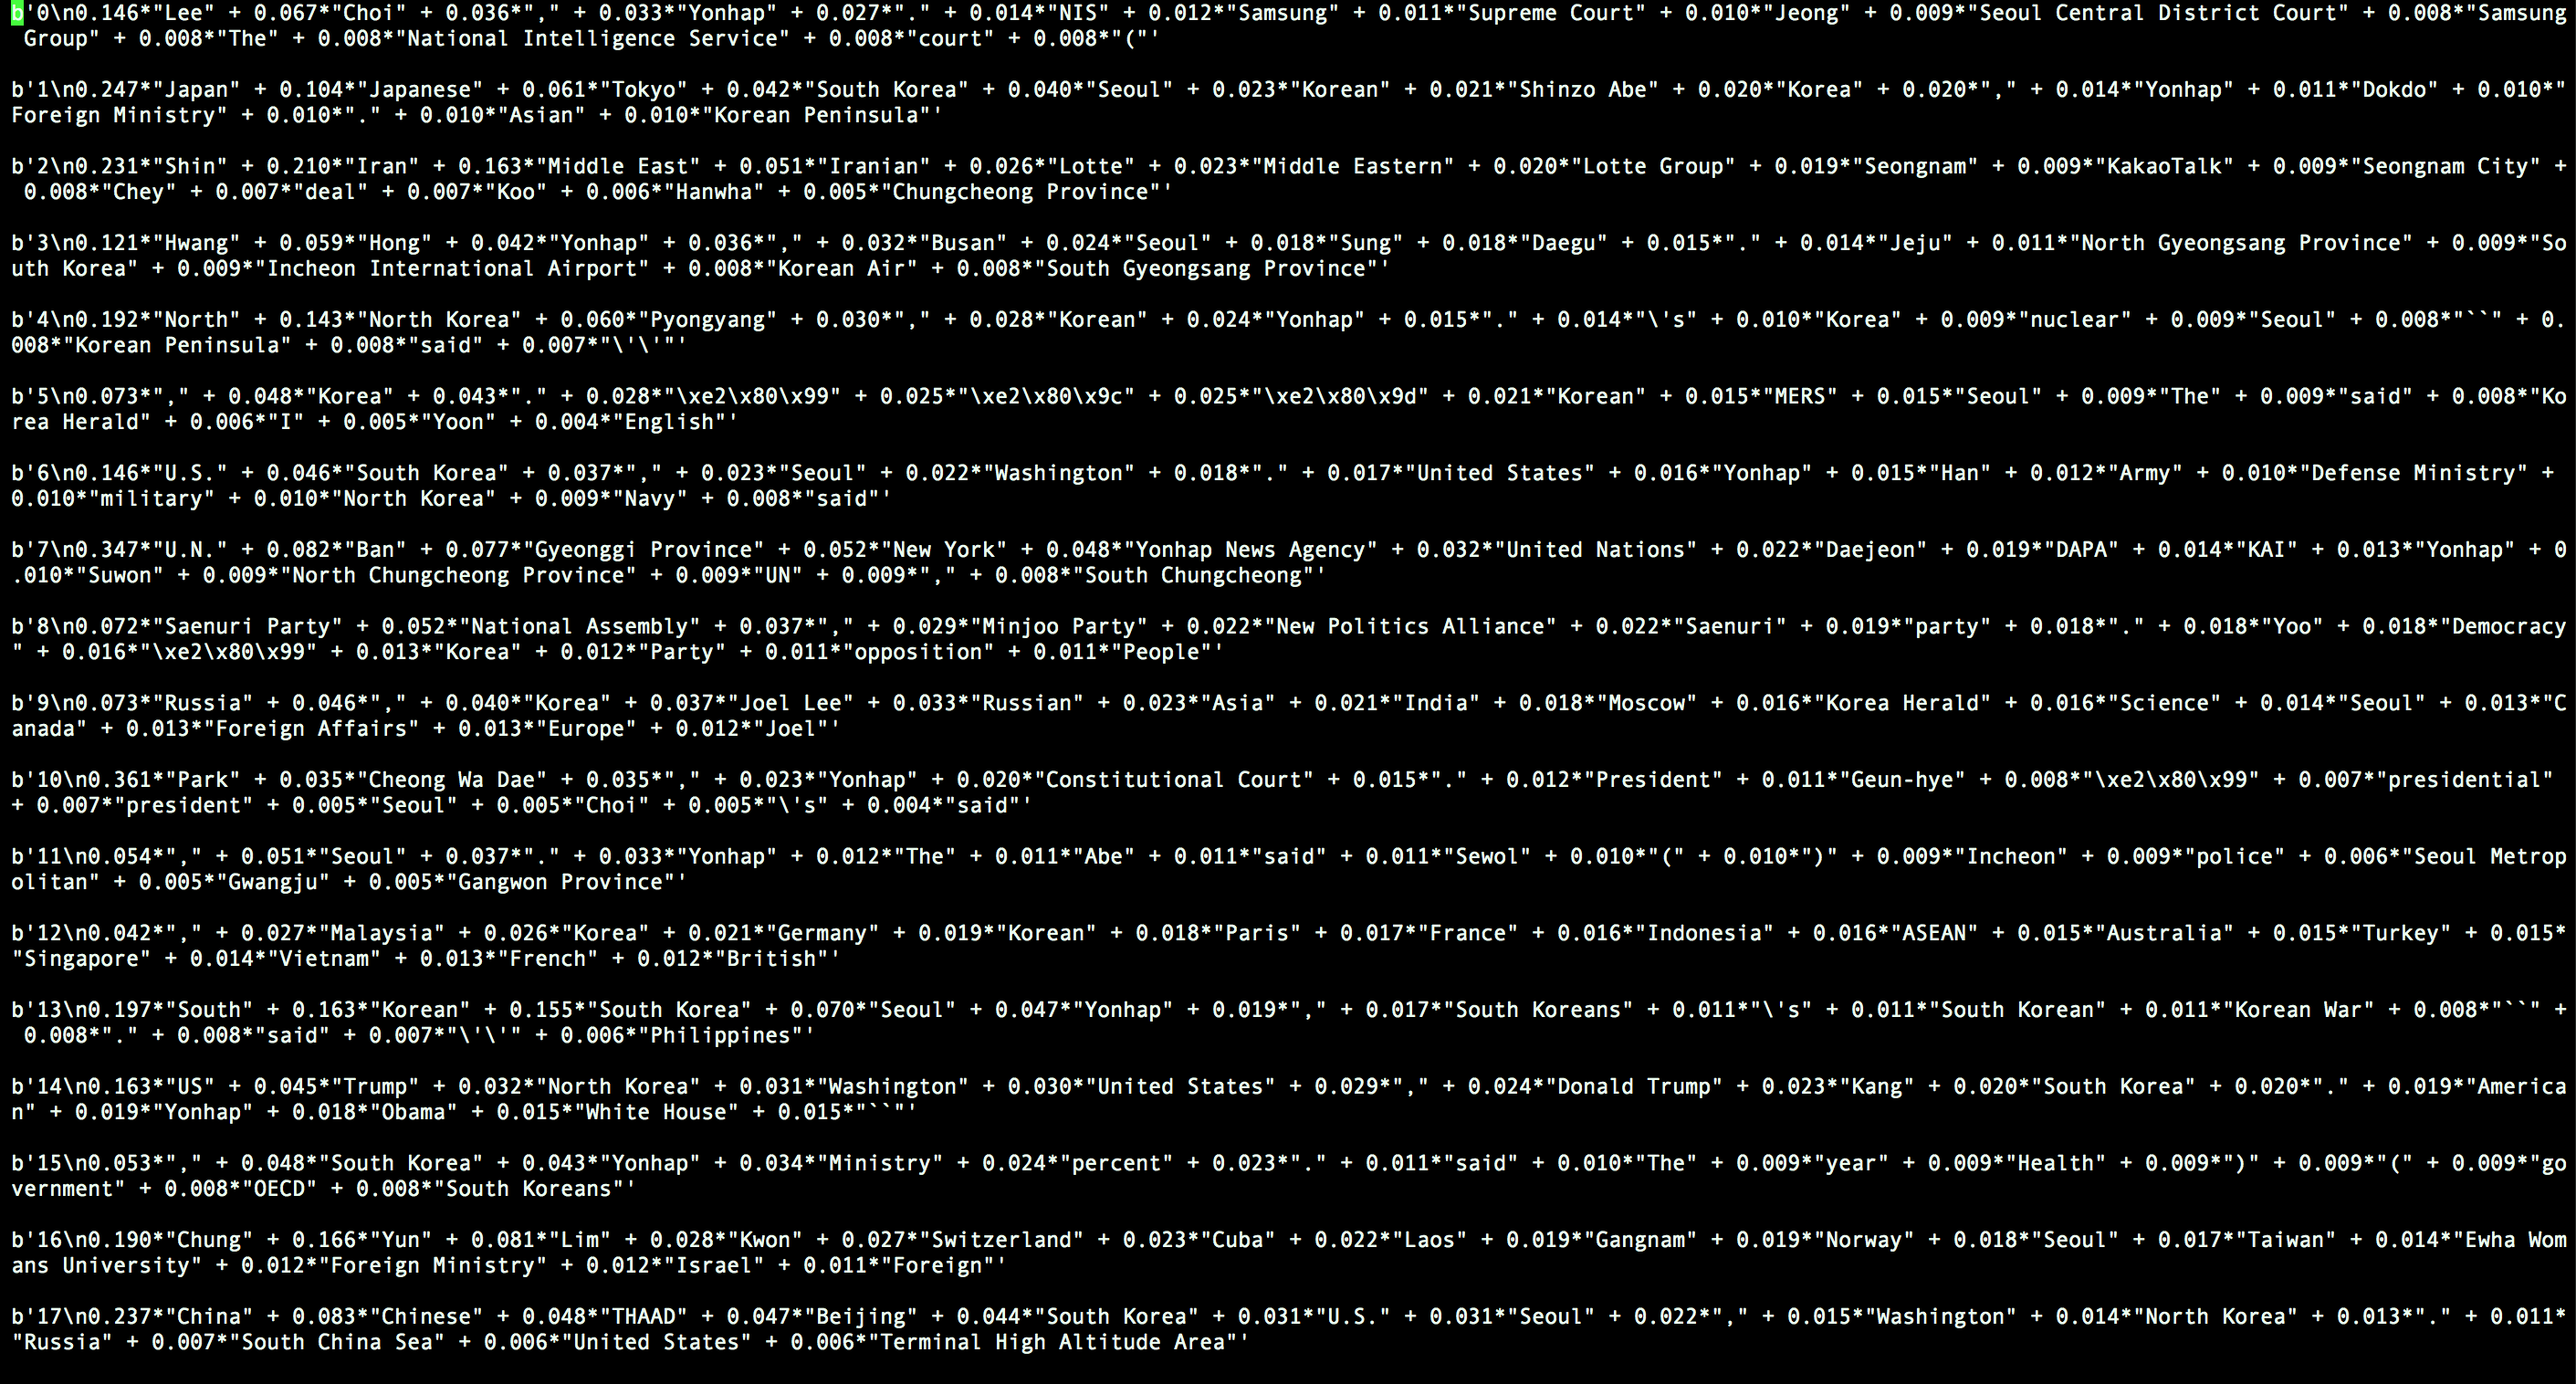 b'0\n0.146*"Lee" + 0.067*"Choi" + 0.036*"," + 0.033*"Yonhap" + 0.027*"." + 0.014*"NIS" + 0.012*"Samsung" + 0.011*"Supreme Court" + 0.010*"Jeong" + 0.009*"Seoul Central District Court" + 0.008*"Samsung
Group" + 0.008*"The" + 0.008*"National Intelligence Service" + 0.008*"court" + 0.008*"("'
b'1\n0.247*"Japan" + 0.104*"Japanese" + 0.061*"Tokyo" + 0.042*"South Korea" + 0.040*"Seoul" + 0.023*"Korean" + 0.021*"Shinzo Abe" + 0.020*"Korea" + 0.020*"," + 0.014*"Yonhap" + 0.011*"Dokdo" + 0.010*"
Foreign Ministry" + 0.010*"." + 0.010*"Asian" + 0.010*"Korean Peninsula"'
b'2\n0.231*"Shin" + 0.210*"Iran" + 0.163*"Middle East" + 0.051*"Iranian" + 0.026*"Lotte" + 0.023*"Middle Eastern" + 0.020*"Lotte Group" + 0.019*"Seongnam" + 0.009*"KakaoTalk" + 0.009*"Seongnam City" +
0.008*"Chey" + 0.007*"deal" + 0.007*"Koo" + 0.006*"Hanwha" + 0.005*"Chungcheong Province"'
b'3\n0.121*"Hwang" + 0.059*"Hong" + 0.042*"Yonhap" + 0.036*"," + 0.032*"Busan" + 0.024*"Seoul" + 0.018*"Sung" + 0.018*"Daegu" + 0.015*"." + 0.014*"Jeju" + 0.011*"North Gyeongsang Province" + 0.009*"So
uth Korea" + 0.009*"Incheon International Airport" + 0.008*"Korean Air" + 0.008*"South Gyeongsang Province"'
b'4\n0.192*"North" + 0.143*"North Korea" + 0.060*"Pyongyang" + 0.030*"," + 0.028*"Korean" + 0.024*"Yonhap" + 0.015*"." + 0.014*"\'s" + 0.010*"Korea" + 0.009*"nuclear" + 0.009*"Seoul" + 0.008*"``" + 0.
008*"Korean Peninsula" + 0.008*"said" + 0.007*"\'\'"'
b'5\n0.073*"," + 0.048*"Korea" + 0.043*"." + 0.028*"\xe2\x80\x99" + 0.025*"\xe2\x80\x9c" + 0.025*"\xe2\x80\x9d" + 0.021*"Korean" + 0.015*"MERS" + 0.015*"Seoul" + 0.009*"The" + 0.009*"said" + 0.008*"Ko
rea Herald" + 0.006*"I" + 0.005*"Yoon" + 0.004*"English"'
b'6\n0.146*"U.S." + 0.046*"South Korea" + 0.037*"," + 0.023*"Seoul" + 0.022*"Washington" + 0.018*"." + 0.017*"United States" + 0.016*"Yonhap" + 0.015*"Han" + 0.012*"Army" + 0.010*"Defense Ministry" +
0.010*"military" + 0.010*"North Korea" + 0.009*"Navy" + 0.008*"said"'
b'7\n0.347*"U.N." + 0.082*"Ban" + 0.077*"Gyeonggi Province" + 0.052*"New York" + 0.048*"Yonhap News Agency" + 0.032*"United Nations" + 0.022*"Daejeon" + 0.019*"DAPA" + 0.014*"KAI" + 0.013*"Yonhap" + 0
.010*"Suwon" + 0.009*"North Chungcheong Province" + 0.009*"UN" + 0.009*"," + 0.008*"South Chungcheong"'
b'8\n0.072*"Saenuri Party" + 0.052*"National Assembly" + 0.037*"," + 0.029*"Minjoo Party" + 0.022*"New Politics Alliance" + 0.022*"Saenuri" + 0.019*"party" + 0.018*"." + 0.018*"Yoo" + 0.018*"Democracy
" + 0.016*"\xe2\x80\x99" + 0.013*"Korea" + 0.012*"Party" + 0.011*"opposition" + 0.011*"People"'
b'9\n0.073*"Russia" + 0.046*"," + 0.040*"Korea" + 0.037*"Joel Lee" + 0.033*"Russian" + 0.023*"Asia" + 0.021*"India" + 0.018*"Moscow" + 0.016*"Korea Herald" + 0.016*"Science" + 0.014*"Seoul" + 0.013*"C
anada" + 0.013*"Foreign Affairs" + 0.013*"Europe" + 0.012*"Joel"'
b'10\n0.361*"Park" + 0.035*"Cheong Wa Dae" + 0.035*"," + 0.023*"Yonhap" + 0.020*"Constitutional Court" + 0.015*"." + 0.012*"President" + 0.011*"Geun-hye" + 0.008*"\xe2\x80\x99" + 0.007*"presidential"
+ 0.007*"president" + 0.005*"Seoul" + 0.005*"Choi" + 0.005*"\'s" + 0.004*"said"'
b'11\n0.054*"," + 0.051*"Seoul" + 0.037*"." + 0.033*"Yonhap" + 0.012*"The" + 0.011*"Abe" + 0.011*"said" + 0.011*"Sewol" + 0.010*"(" + 0.010*")" + 0.009*"Incheon" + 0.009*"police" + 0.006*"Seoul Metrop
olitan" + 0.005*"Gwangju" + 0.005*"Gangwon Province"'
b'12\n0.042*"," + 0.027*"Malaysia" + 0.026*"Korea" + 0.021*"Germany" + 0.019*"Korean" + 0.018*"Paris" + 0.017*"France" + 0.016*"Indonesia" + 0.016*"ASEAN" + 0.015*"Australia" + 0.015*"Turkey" + 0.015*
"Singapore" + 0.014*"Vietnam" + 0.013*"French" + 0.012*"British"'
b'13\n0.197*"South" + 0.163*"Korean" + 0.155*"South Korea" + 0.070*"Seoul" + 0.047*"Yonhap" + 0.019*"," + 0.017*"South Koreans" + 0.011*"\'s" + 0.011*"South Korean" + 0.011*"Korean War" + 0.008*"``" +
0.008*"." + 0.008*"said" + 0.007*"\'\'" + 0.006*"Philippines"'
b'14\n0.163*"US" + 0.045*"Trump" + 0.032*"North Korea" + 0.031*"Washington" + 0.030*"United States" + 0.029*"," + 0.024*"Donald Trump" + 0.023*"Kang" + 0.020*"South Korea" + 0.020*"." + 0.019*"America
n" + 0.019*"Yonhap" + 0.018*"Obama" + 0.015*"White House" + 0.015*"``"'
b'15\n0.053*"," + 0.048*"South Korea" + 0.043*"Yonhap" + 0.034*"Ministry" + 0.024*"percent" + 0.023*"." + 0.011*"said" + 0.010*"The" + 0.009*"year" + 0.009*"Health" + 0.009*")" + 0.009*"(" + 0.009*"go
vernment" + 0.008*"OECD" + 0.008*"South Koreans"'
b'16\n0.190*"Chung" + 0.166*"Yun" + 0.081*"Lim" + 0.028*"Kwon" + 0.027*"Switzerland" + 0.023*"Cuba" + 0.022*"Laos" + 0.019*"Gangnam" + 0.019*"Norway" + 0.018*"Seoul" + 0.017*"Taiwan" + 0.014*"Ewha Wom
ans University" + 0.012*"Foreign Ministry" + 0.012*"Israel" + 0.011*"Foreign"'
b'17\n0.237*"China" + 0.083*"Chinese" + 0.048*"THAAD" + 0.047*"Beijing" + 0.044*"South Korea" + 0.031*"U.S." + 0.031*"Seoul" + 0.022*"," + 0.015*"Washington" + 0.014*"North Korea" + 0.013*"." + 0.011*
"Russia" + 0.007*"South China Sea" + 0.006*"United States" + 0.006*"Terminal High Altitude Area"'